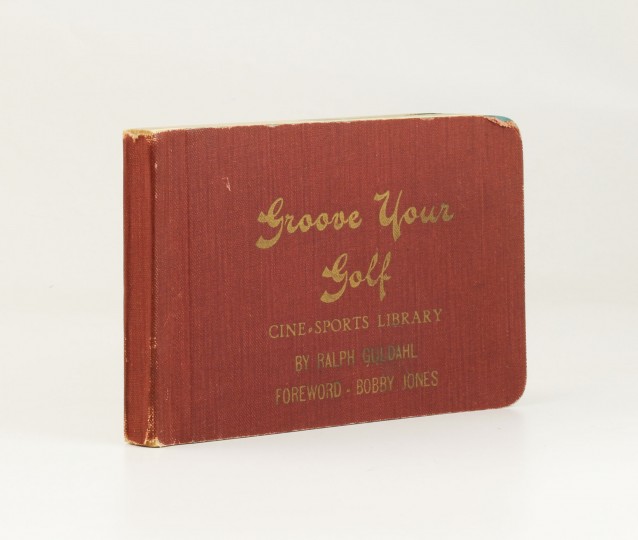 Groove Your
Golf
CINE-SPORTS LIBRARY
BY RALPH GULDAHL
FOREWORD - BOBBY JONES